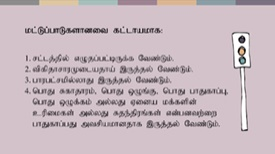 மட்டுப்பாடுகளானவை கட்டாயமாக:
1. சட்டத்தில் எழுதப்பட்டிருக்க வேண்டும்.
2. விகிதாசாரமுடையதாய் இருத்தல் வேண்டும்.
3. பாரபட்சமில்லாது இருத்தல் வேண்டும்.
4. பொது சுகாதாரம், பொது ஒழுங்கு, பொது பாதுகாப்பு,
பொது ஒழுக்கம் அல்லது ஏனைய மக்களின்
உரிமைகள் அல்லது சுதந்திரங்கள் என்பனவற்றை
பாதுகாப்பது அவசியமானதாக இருத்தல் வேண்டும்.